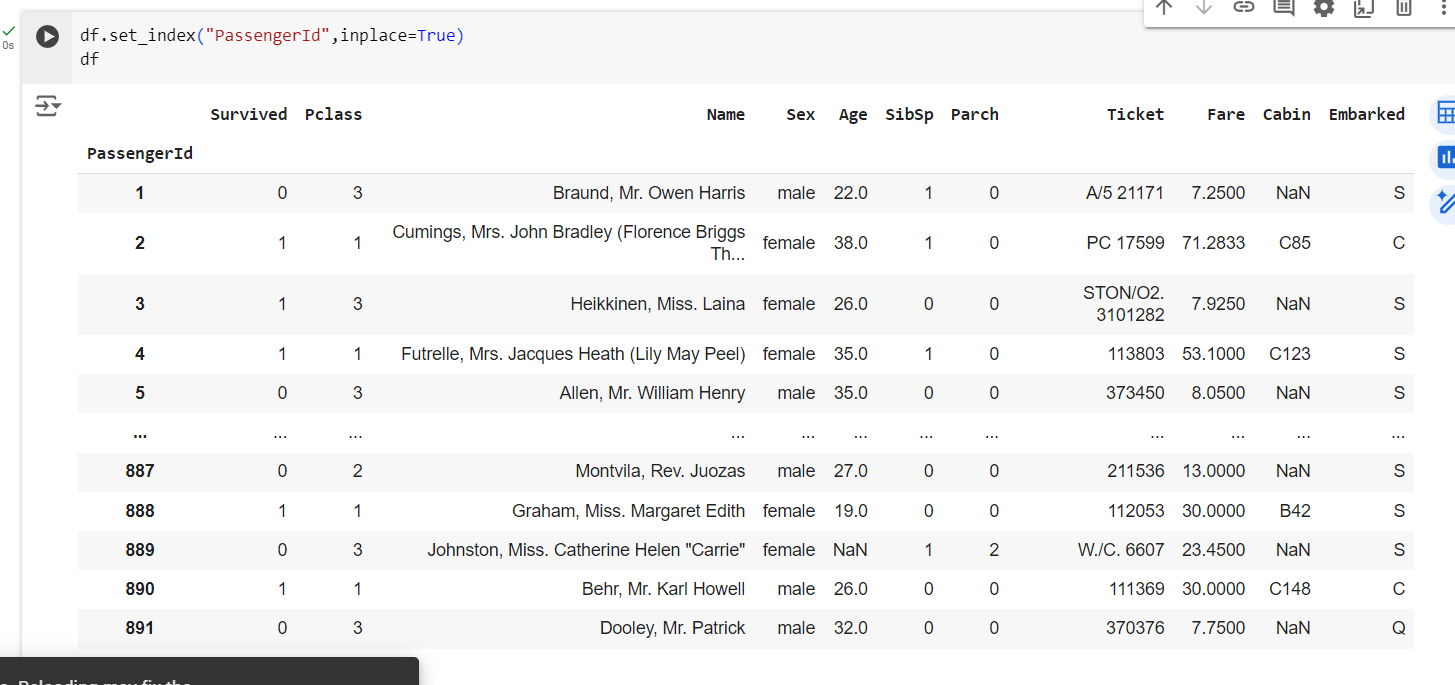 df.set_index("PassengerId",inplace=True)
0s
df
Survived Pclass Name Sex Age SibSp Parch Ticket Fare Cabin Embarked
PassengerId
1 0 3 Braund, Mr. Owen Harris male 22.0 1 0 A/5 21171 7.2500 NaN S
2 1 1 Cumings, Mrs. John Bradley (Florence Briggs Th... female 38.0 1 0 PC 17599 71.2833 C85 C
3 1 3 Heikkinen, Miss. Laina female 26.0 0 0 STON/O2. 3101282 7.9250 NaN S
4 1 1 Futrelle, Mrs. Jacques Heath (Lily May Peel) female 35.0 1 0 113803 53.1000 C123 S
5 0 3 Allen, Mr. William Henry male 35.0 0 0 373450 8.0500 NaN S
... ... ... ... ... ... ... ... ... ... ... ...
887 0 2 Montvila, Rev. Juozas male 27.0 0 0 211536 13.0000 NaN S
888 1 1 Graham, Miss. Margaret Edith female 19.0 0 0 112053 30.0000 B42 S
889 0 3 Johnston, Miss. Catherine Helen "Carrie" female NaN 1 2 W./C. 6607 23.4500 NaN S
890 1 1 Behr, Mr. Karl Howell male 26.0 0 0 111369 30.0000 C148 C
891 0 3 Dooley, Mr. Patrick male 32.0 0 0 370376 7.7500 NaN Q
Reloading may fix the